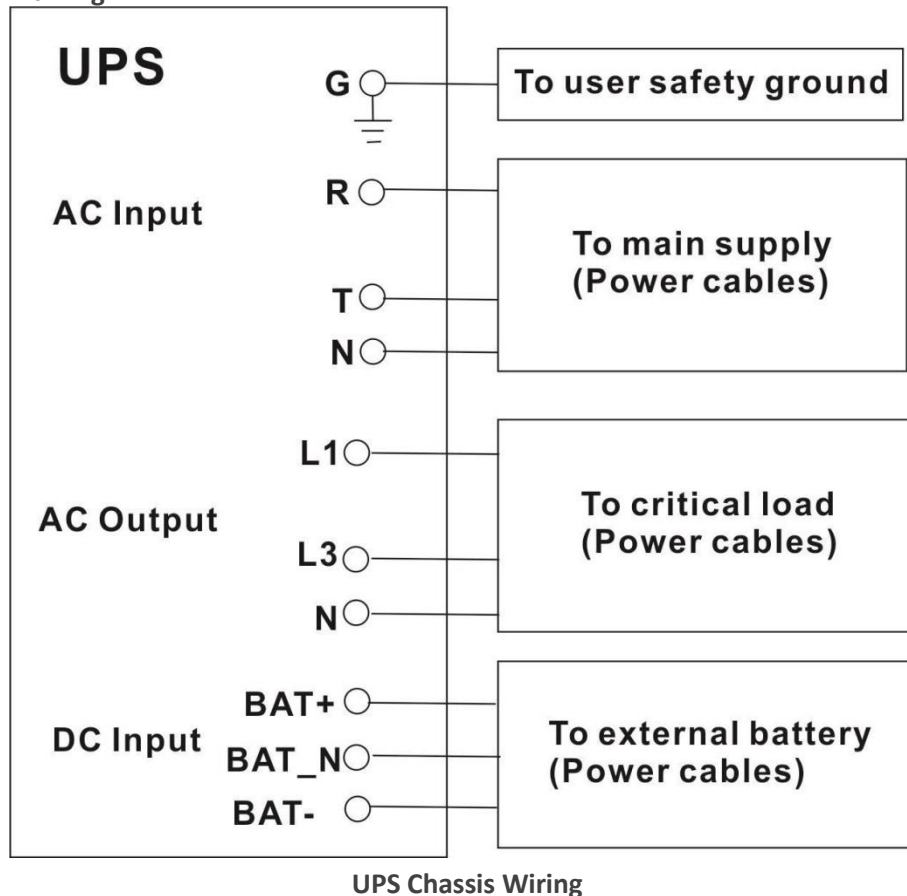 UPS
G
To user safety ground
AC Input
R
T
N
To main supply
(Power cables)
AC Output
L1
L3
N
To critical load
(Power cables)
DC Input
BAT+
BAT_N
BAT-
To external battery
(Power cables)
UPS Chassis Wiring